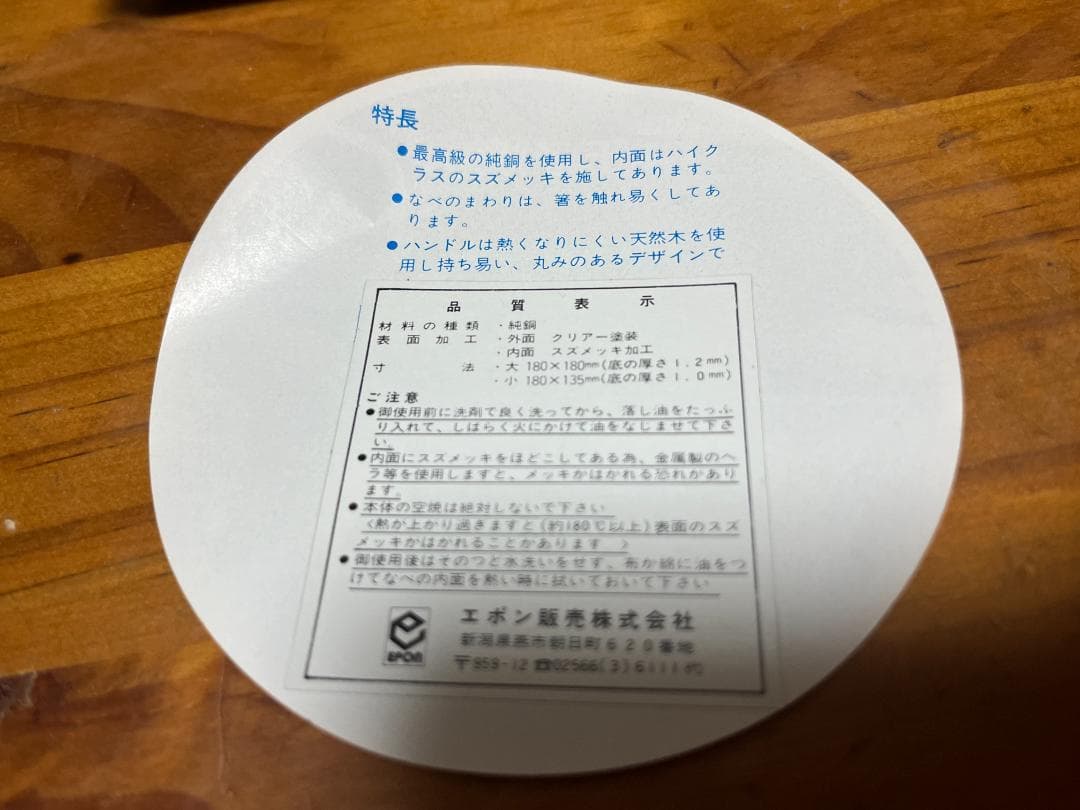 特長
●最高級の純銅を使用し、内面はハイク
ラスのスズメッキを施してあります。
●なべのまわりは、箸を触れ易くしてあ
ります。
●ハンドルは熱くなりにくい天然木を使
用し持ち易い、丸みのあるデザインで
品質表示
材料の種類 ・純銅
表面加工 ・外面 クリアー塗装
・内面 スズメッキ加工
寸法 ・大 180×180㎜(底の厚さ1.2㎜)
・小 180×135㎜(底の厚さ1.0㎜)
ご注意
●御使用前に洗剤で良く洗ってから、落し油をたっぷ
り入れて、しばらく火にかけて油をなじませて下さ
い。
●内面にスズメッキをほどこしてある為、金属製のヘ
ラ等を使用しますと、メッキがはがれる恐れがあり
ます。
●本体の空焼は絶対しないで下さい
〈熱が上がり過ぎますと(約180℃以上)表面のスズ
メッキがはがれることがあります 〉
●御使用後はそのつど水洗いをせず、布か綿に油をつ
けてなべの内面を熱い時に拭いておいて下さい
エポン販売株式会社
新潟県燕市朝日町620番地
〒959-12 ☎02566(3)6111㈹
EPON